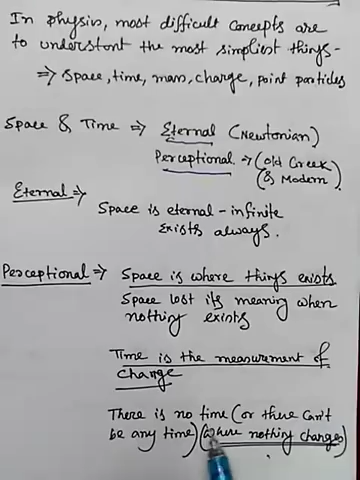 In physics, most difficult concepts are
to understant the most simpliest things -
⇒ space, time, mass, charge, point particles
Space & Time ⇒ Eternal (Newtonian)
Perceptional → (Old Greek
& Modern)
Eternal ⇒
Space is eternal - infinite
exists always.
Perceptional ⇒ Space is where things exists
Space lost its meaning when
nothing exists
Time is the measurement of
change
There is no time (or there can't
be any time) (where nothing changes)